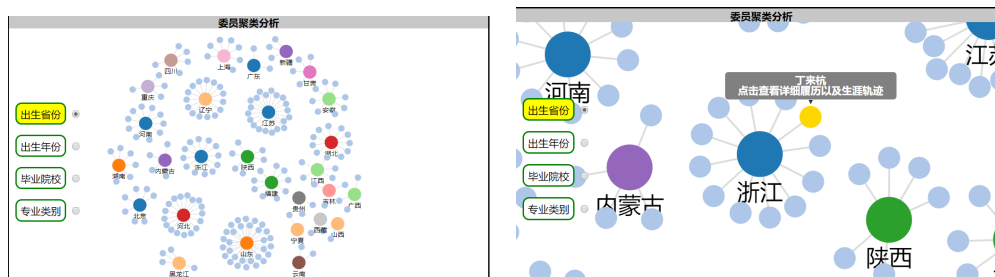 委员聚类分析
四川
上海
广东
新疆
甘肃
重庆
辽宁
江苏
安徽
出生省份
河南
湖北
出生年份
湖南
内蒙古
浙江
陕西
江西
毕业院校
福建
吉林
广西
贵州
专业类别
北京
河北
西藏
山西
宁夏
山东
黑龙江
云南
委员聚类分析
江苏
丁来杭
点击查看详细履历以及生涯轨迹
河南
出生省份
出生年份
毕业院校
浙江
内蒙古
专业类别
陕西